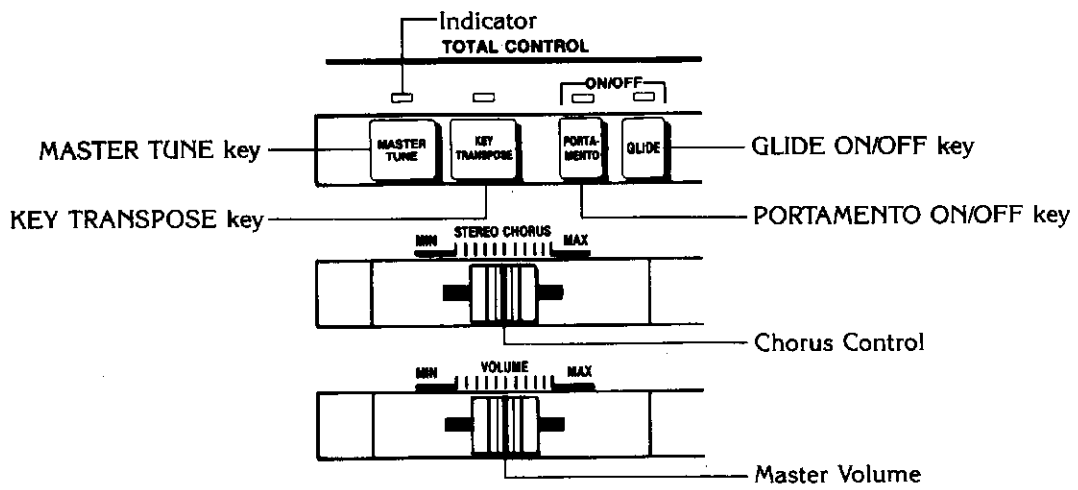 Indicator
TOTAL CONTROL
ON/OFF
MASTER TUNE key
MASTER
TUNE
KEY
TRANSPOSE
PORTA-
MENTO
GLIDE
GLIDE ON/OFF key
KEY TRANSPOSE key
PORTAMENTO ON/OFF key
MIN STEREO CHORUS MAX
Chorus Control
MIN VOLUME MAX
Master Volume